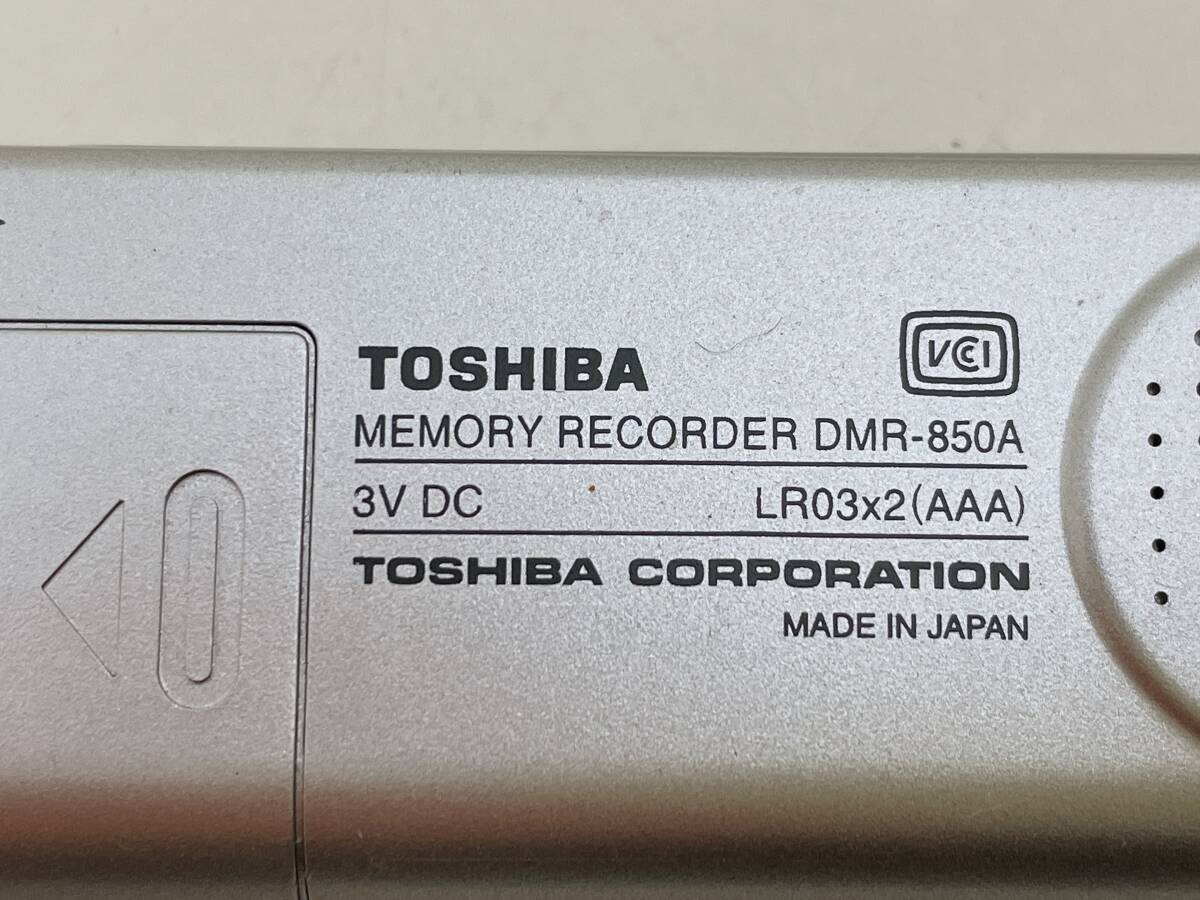 TOSHIBA
VCCI
MEMORY RECORDER DMR-850A
3V DC LR03x2(AAA)
TOSHIBA CORPORATION
MADE IN JAPAN